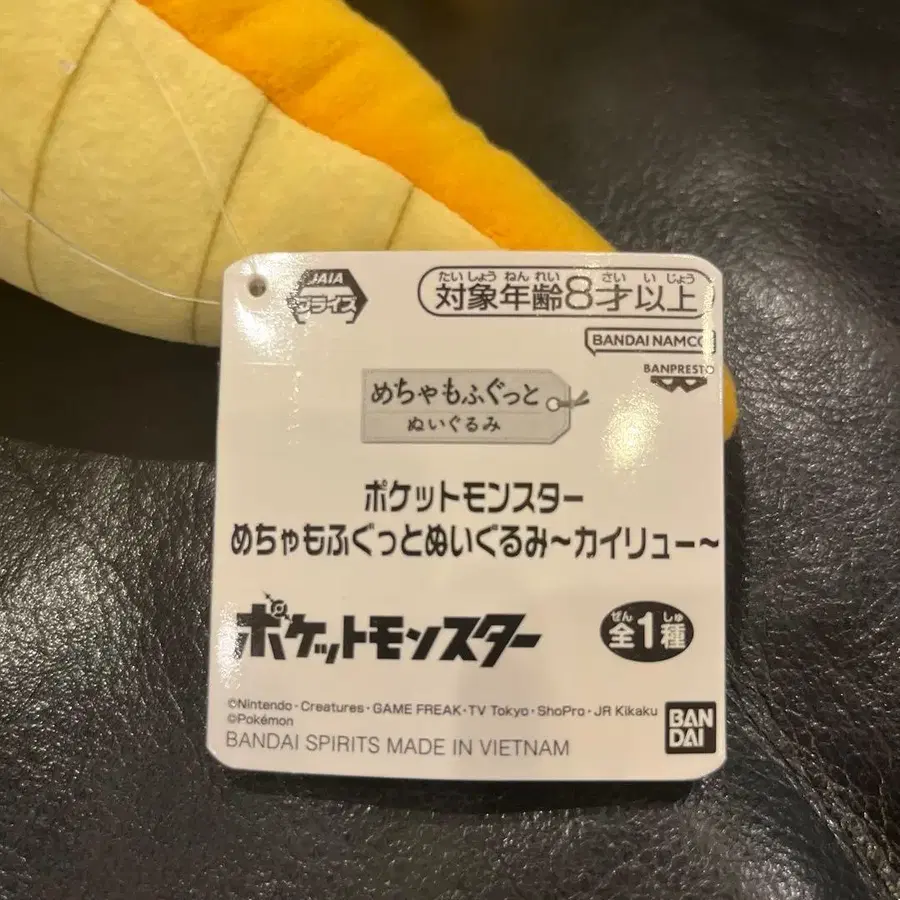 JAIA
プライズ
たいしょうねんれい さいいじょう
対象年齢8才以上
BANDAI NAMCO
BANPRESTO
めちゃもふぐっと
ぬいぐるみ
ポケットモンスター
めちゃもふぐっとぬいぐるみ～カイリュー～
ポケットモンスター
ぜん しゅ
全1種
©Nintendo・Creatures・GAME FREAK・TV Tokyo・ShoPro・JR Kikaku
©Pokémon
BANDAI SPIRITS MADE IN VIETNAM
BAN
DAI